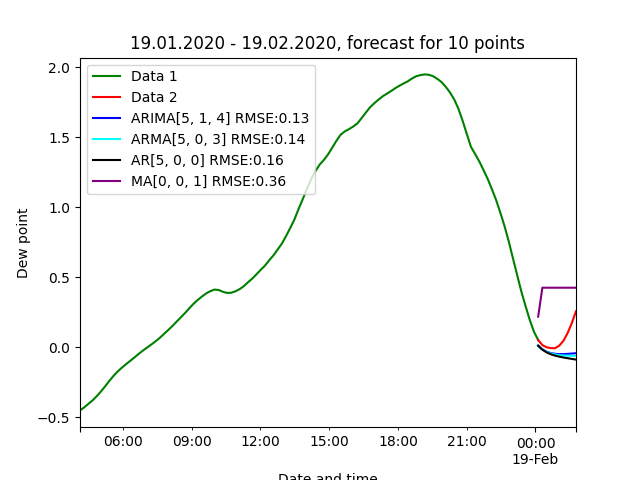 19.01.2020 - 19.02.2020, forecast for 10 points
Data 1
Data 2
ARIMA[5, 1, 4] RMSE:0.13
ARMA[5, 0, 3] RMSE:0.14
AR[5, 0, 0] RMSE:0.16
MA[0, 0, 1] RMSE:0.36
Dew point
2.0
1.5
1.0
0.5
0.0
−0.5
06:00
09:00
12:00
15:00
18:00
21:00
00:00
19-Feb
Date and time